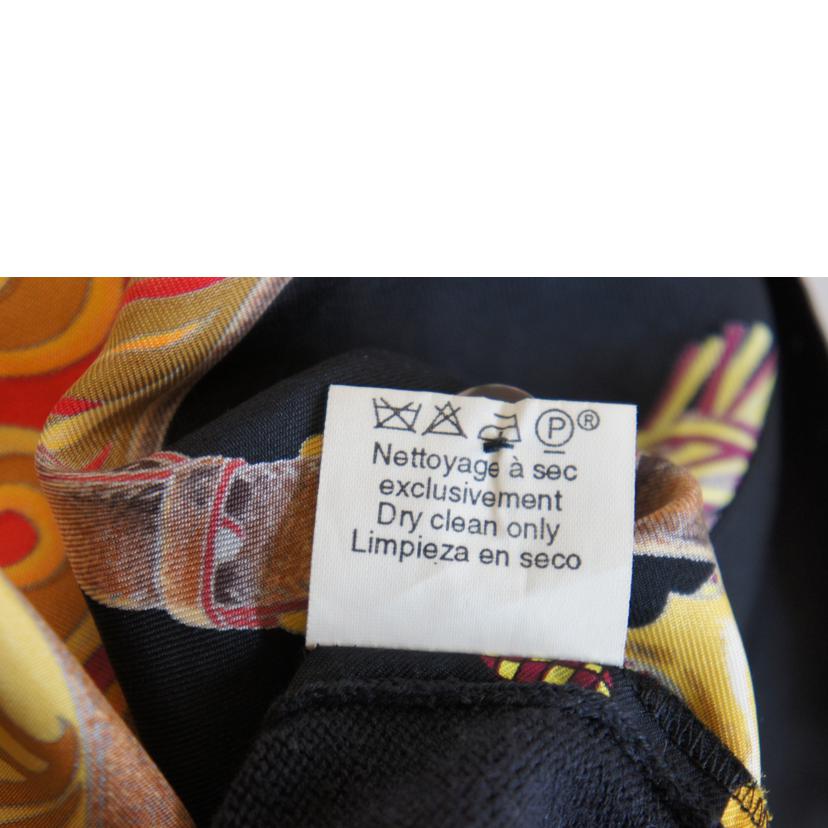 P ®
Nettoyage à sec
exclusivement
Dry clean only
Limpieza en seco